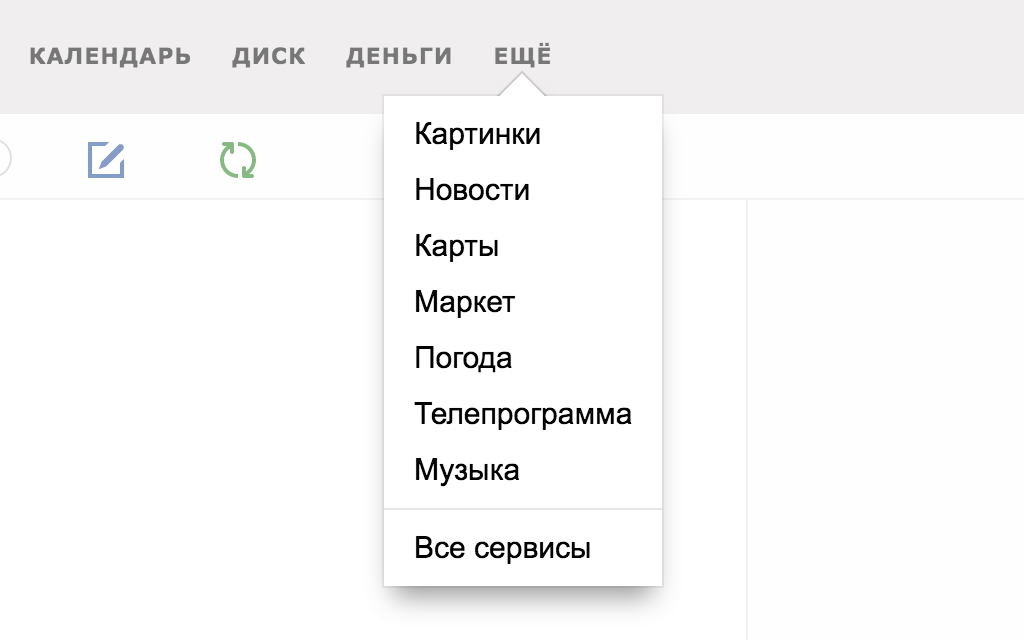 КАЛЕНДАРЬ ДИСК ДЕНЬГИ ЕЩЁ
Картинки
Новости
Карты
Маркет
Погода
Телепрограмма
Музыка
Все сервисы